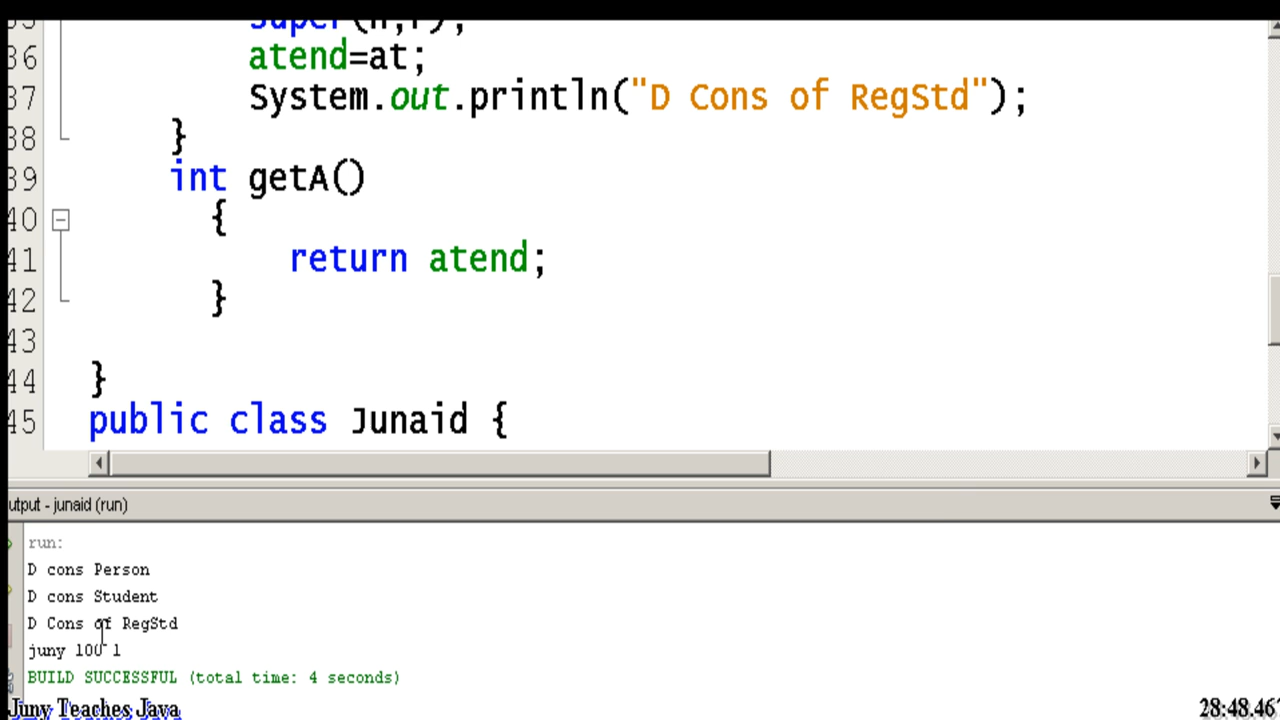 super(n,r);
36 atend=at;
37 System.out.println("D Cons of RegStd");
38 }
39 int getA()
40 {
41 return atend;
42 }
43
44 }
45 public class Junaid {
utput - junaid (run)
run:
D cons Person
D cons Student
D Cons of RegStd
juny 100 1
BUILD SUCCESSFUL (total time: 4 seconds)
Juny Teaches Java
28:48.46